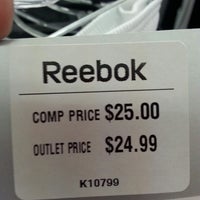 Reebok
COMP PRICE $25.00
OUTLET PRICE $24.99
K10799